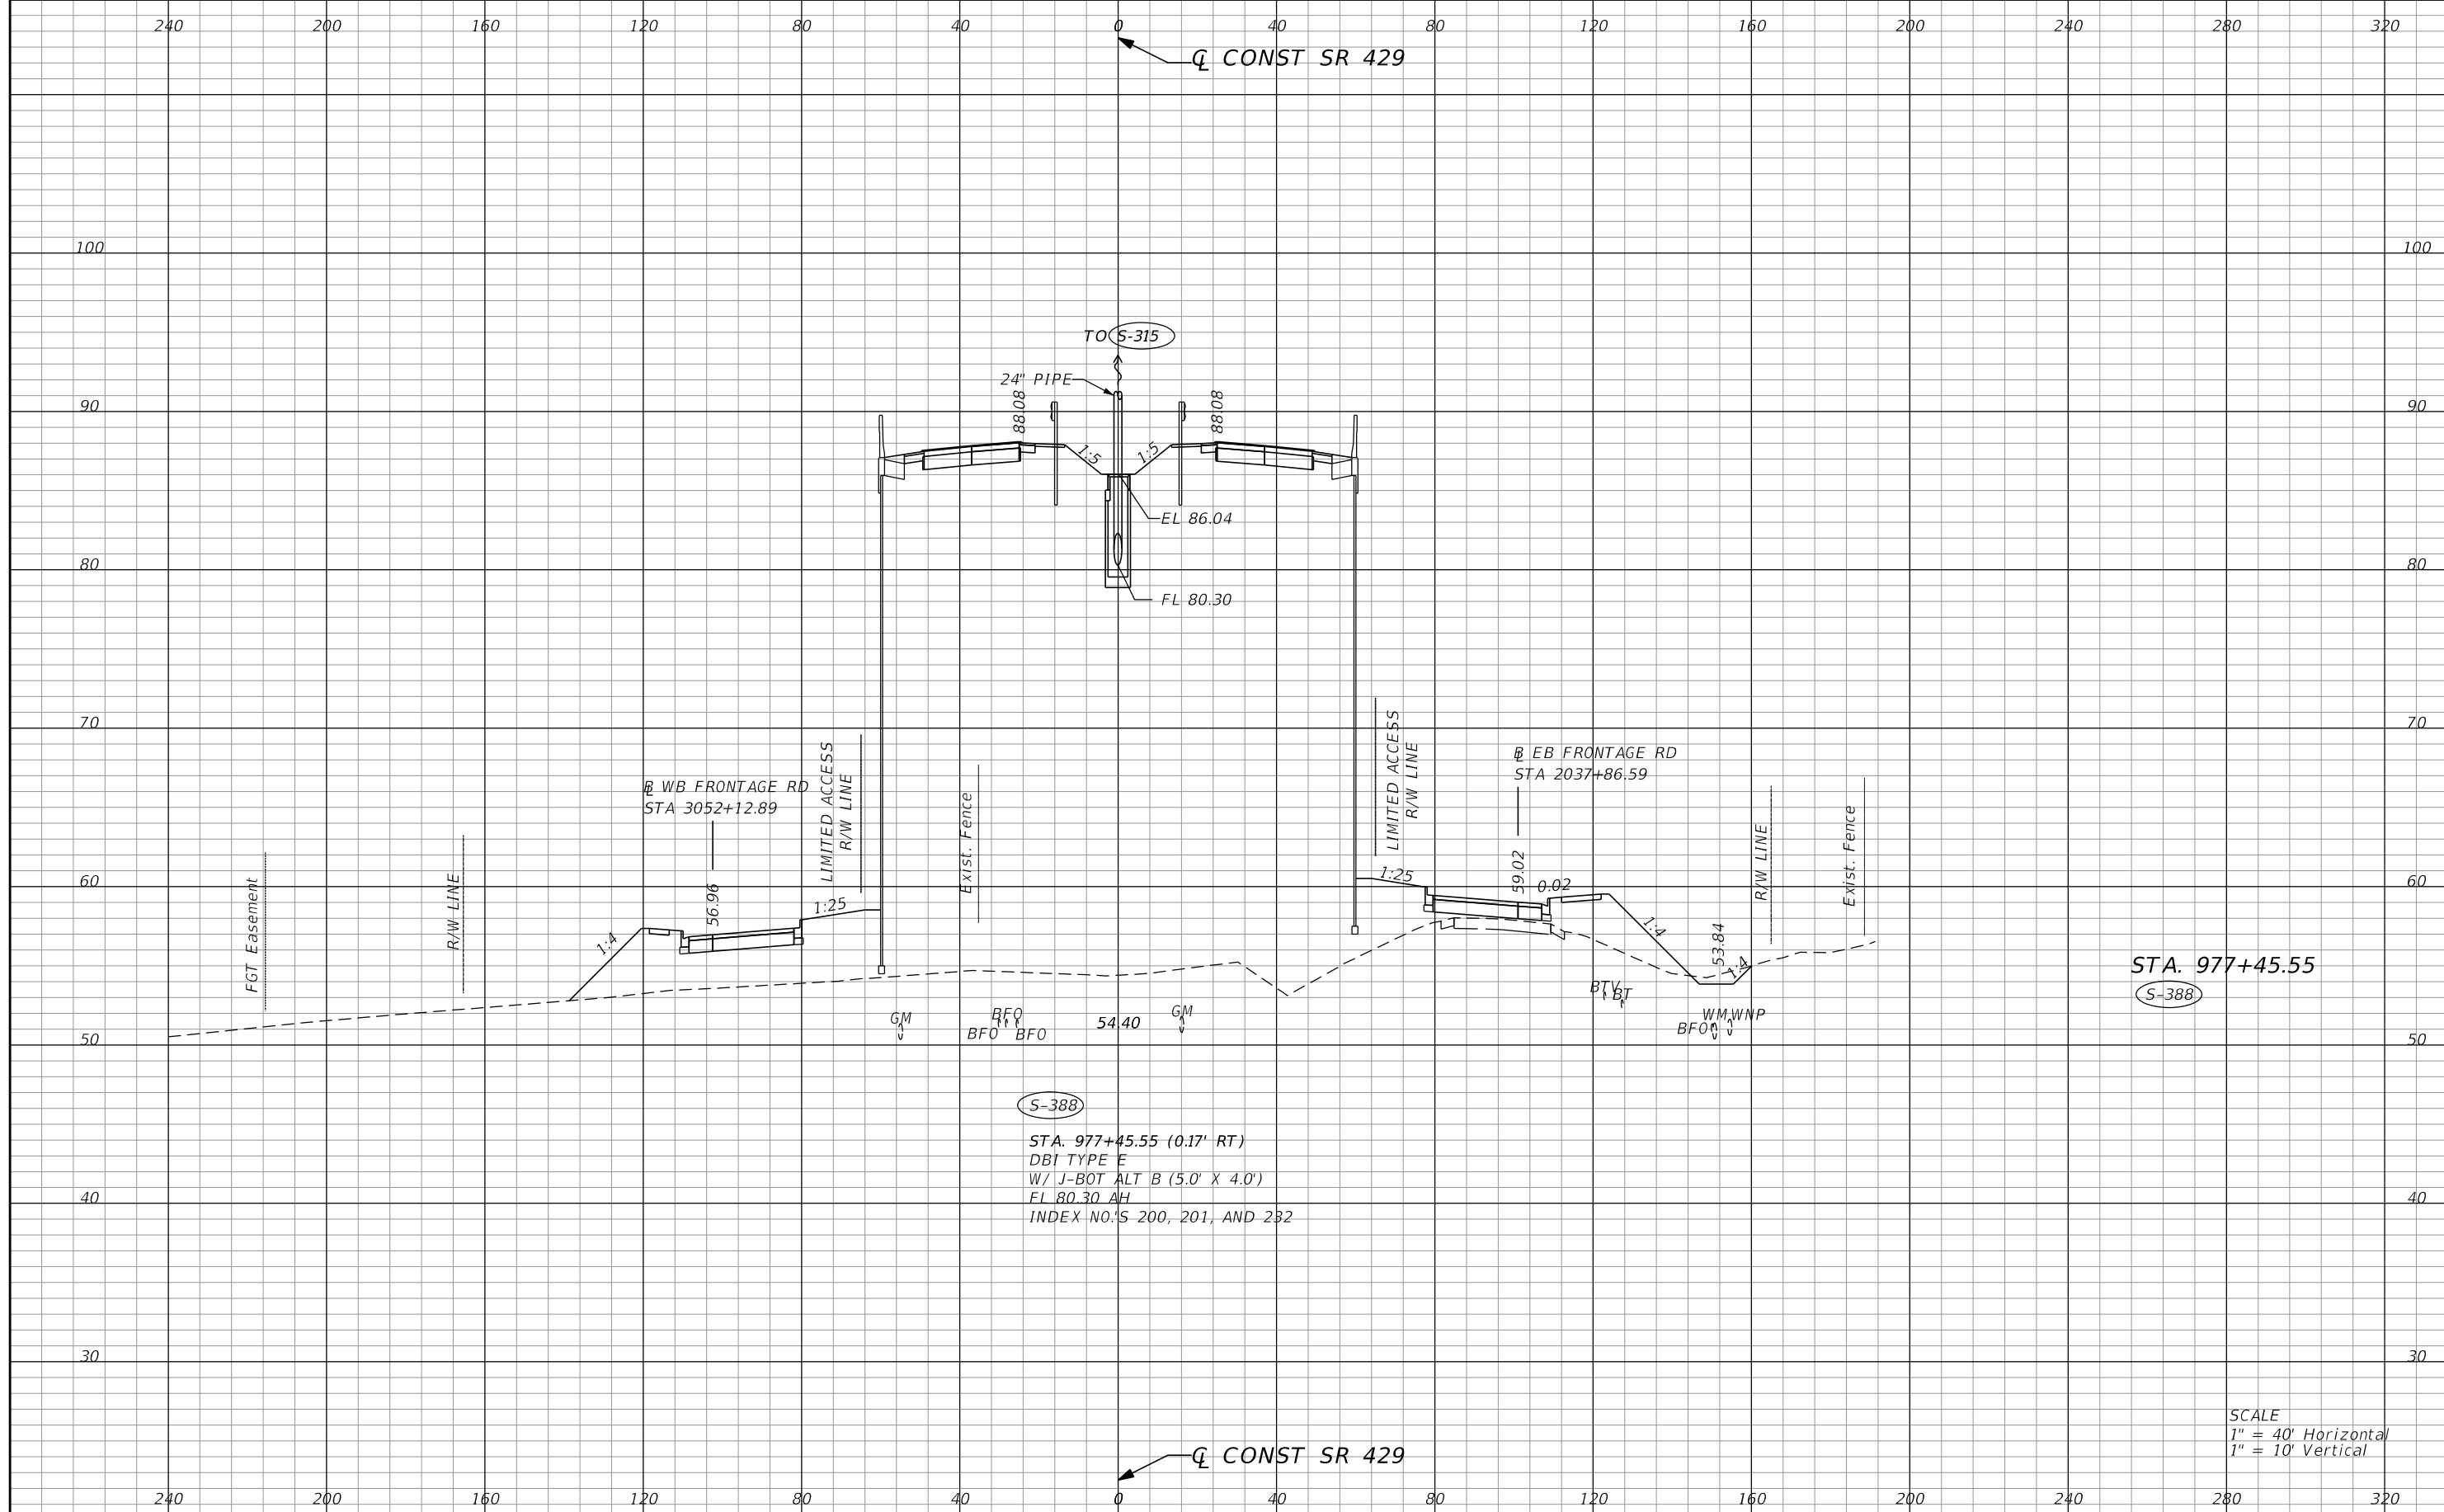 240 200 160 120 80 40 0 40 80 120 160 200 240 280 320
℄ CONST SR 429
100 100
TO S-315
24" PIPE
88.08 88.08
90 90
1:5 1:5
EL 86.04
80 80
FL 80.30
70 70
LIMITED ACCESS
R/W LINE
LIMITED ACCESS
R/W LINE
BL WB FRONTAGE RD
STA 3052+12.89
BL EB FRONTAGE RD
STA 2037+86.59
Exist. Fence
R/W LINE
Exist. Fence
FGT Easement
R/W LINE
60 60
56.96
1:25
1:25
59.02
0.02
1:4
1:4
53.84
1:4
STA. 977+45.55
S-388
BTV
BT
GM
BFO
BFO
BFO
54.40
GM
WM
WNP
BFO
50 50
S-388
STA. 977+45.55 (0.17' RT)
DBI TYPE E
W/ J-BOT ALT B (5.0' X 4.0')
FL 80.30 AH
INDEX NO.'S 200, 201, AND 232
40 40
30 30
SCALE
1" = 40' Horizontal
1" = 10' Vertical
℄ CONST SR 429
240 200 160 120 80 40 0 40 80 120 160 200 240 280 320